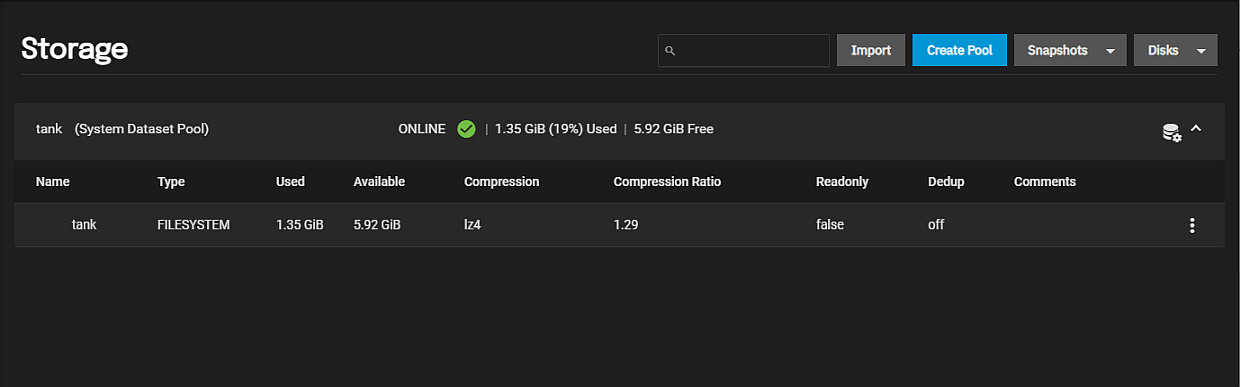 Storage
Import Create Pool Snapshots Disks
tank (System Dataset Pool) ONLINE | 1.35 GiB (19%) Used | 5.92 GiB Free
Name Type Used Available Compression Compression Ratio Readonly Dedup Comments
tank FILESYSTEM 1.35 GiB 5.92 GiB lz4 1.29 false off